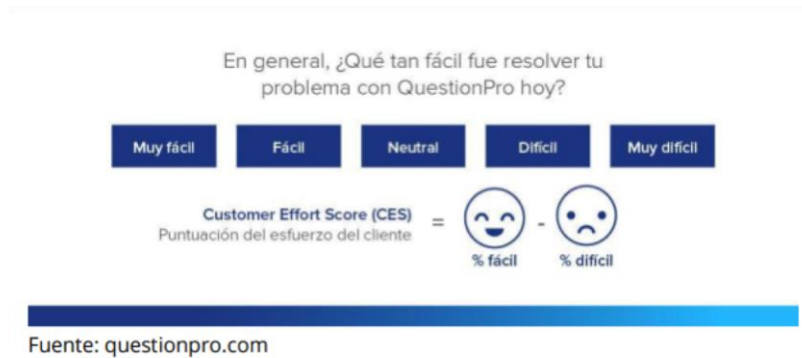 En general, ¿Qué tan fácil fue resolver tu
problema con QuestionPro hoy?
Muy fácil
Fácil
Neutral
Difícil
Muy difícil
Customer Effort Score (CES)
Puntuación del esfuerzo del cliente
=
-
% fácil
% difícil
Fuente: questionpro.com